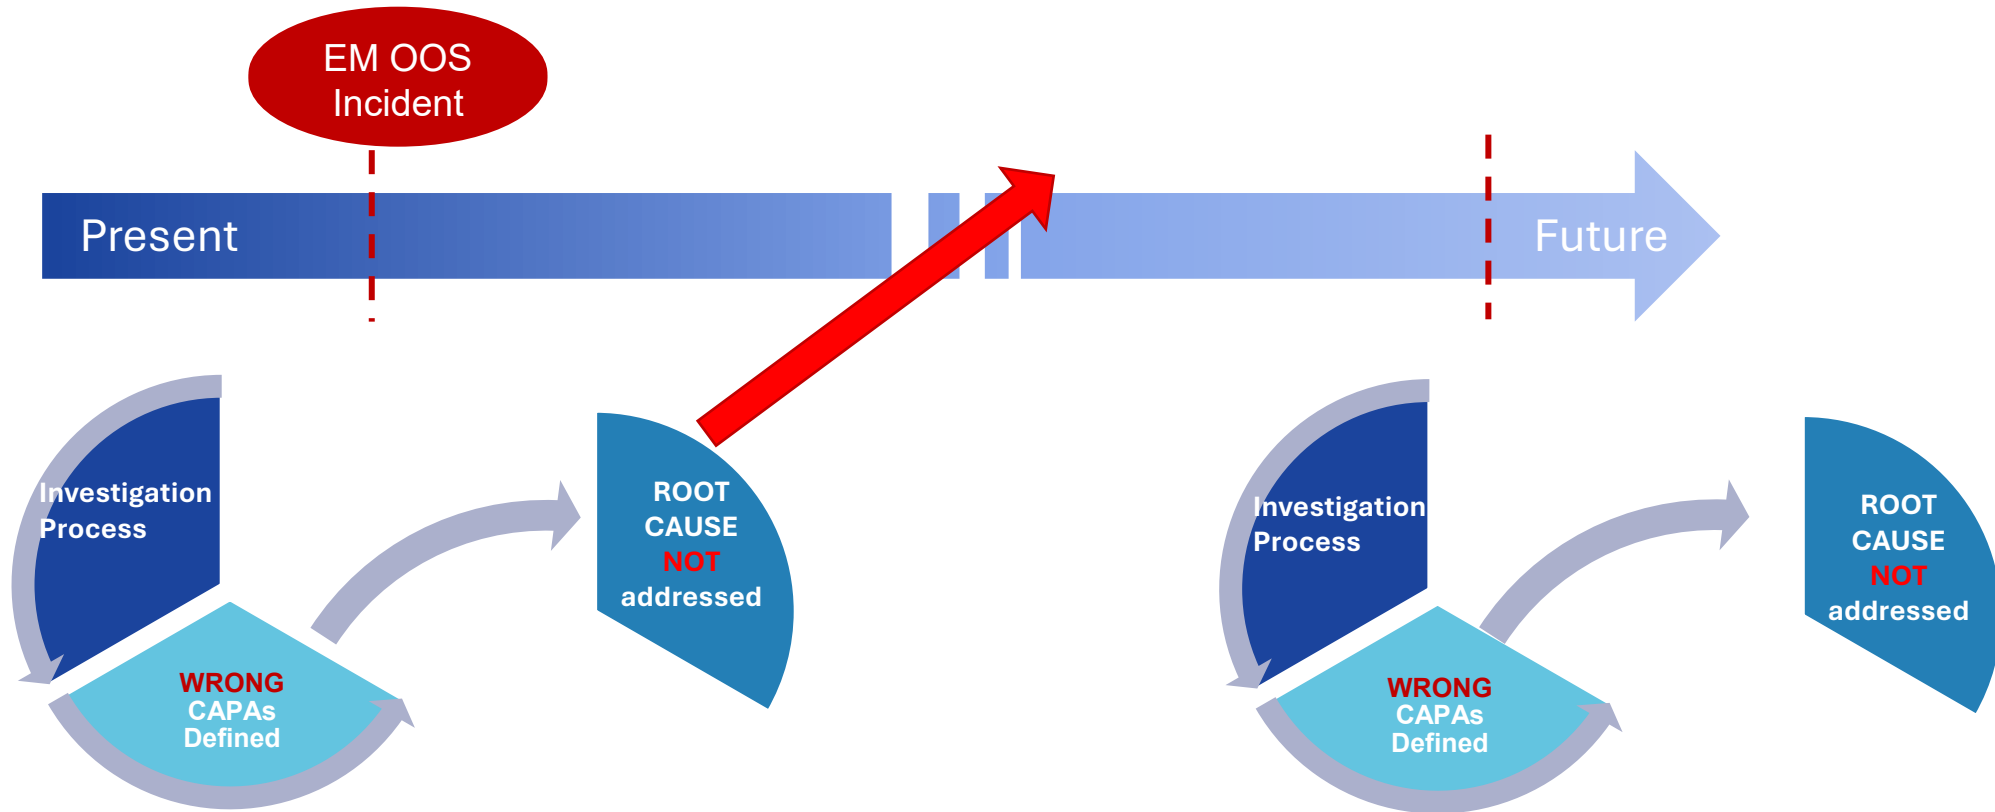 EM OOS
Incident
Present
Future
Investigation
Process
WRONG
CAPAs
Defined
ROOT
CAUSE
NOT
addressed
Investigation
Process
WRONG
CAPAs
Defined
ROOT
CAUSE
NOT
addressed